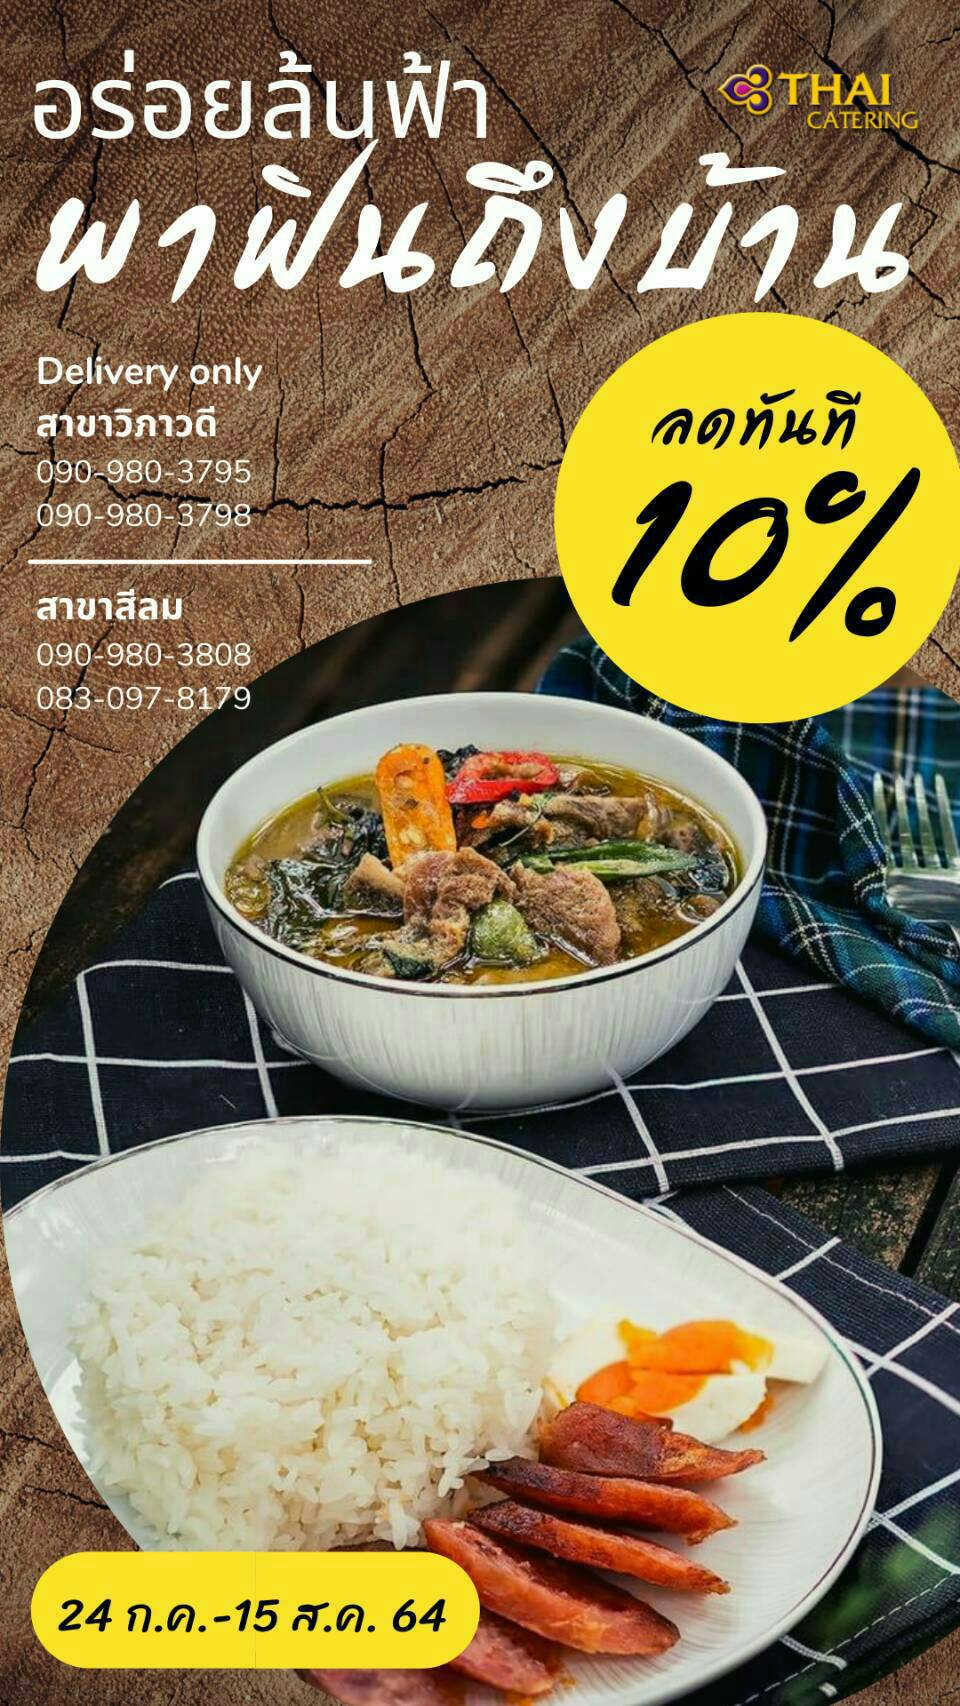 อร่อยล้นฟ้า
THAI
CATERING
พาฟินถึงบ้าน
Delivery only
สาขาวิภาวดี
090-980-3795
090-980-3798
สาขาสีลม
090-980-3808
083-097-8179
ลดทันที
10%
24 ก.ค.-15 ส.ค. 64